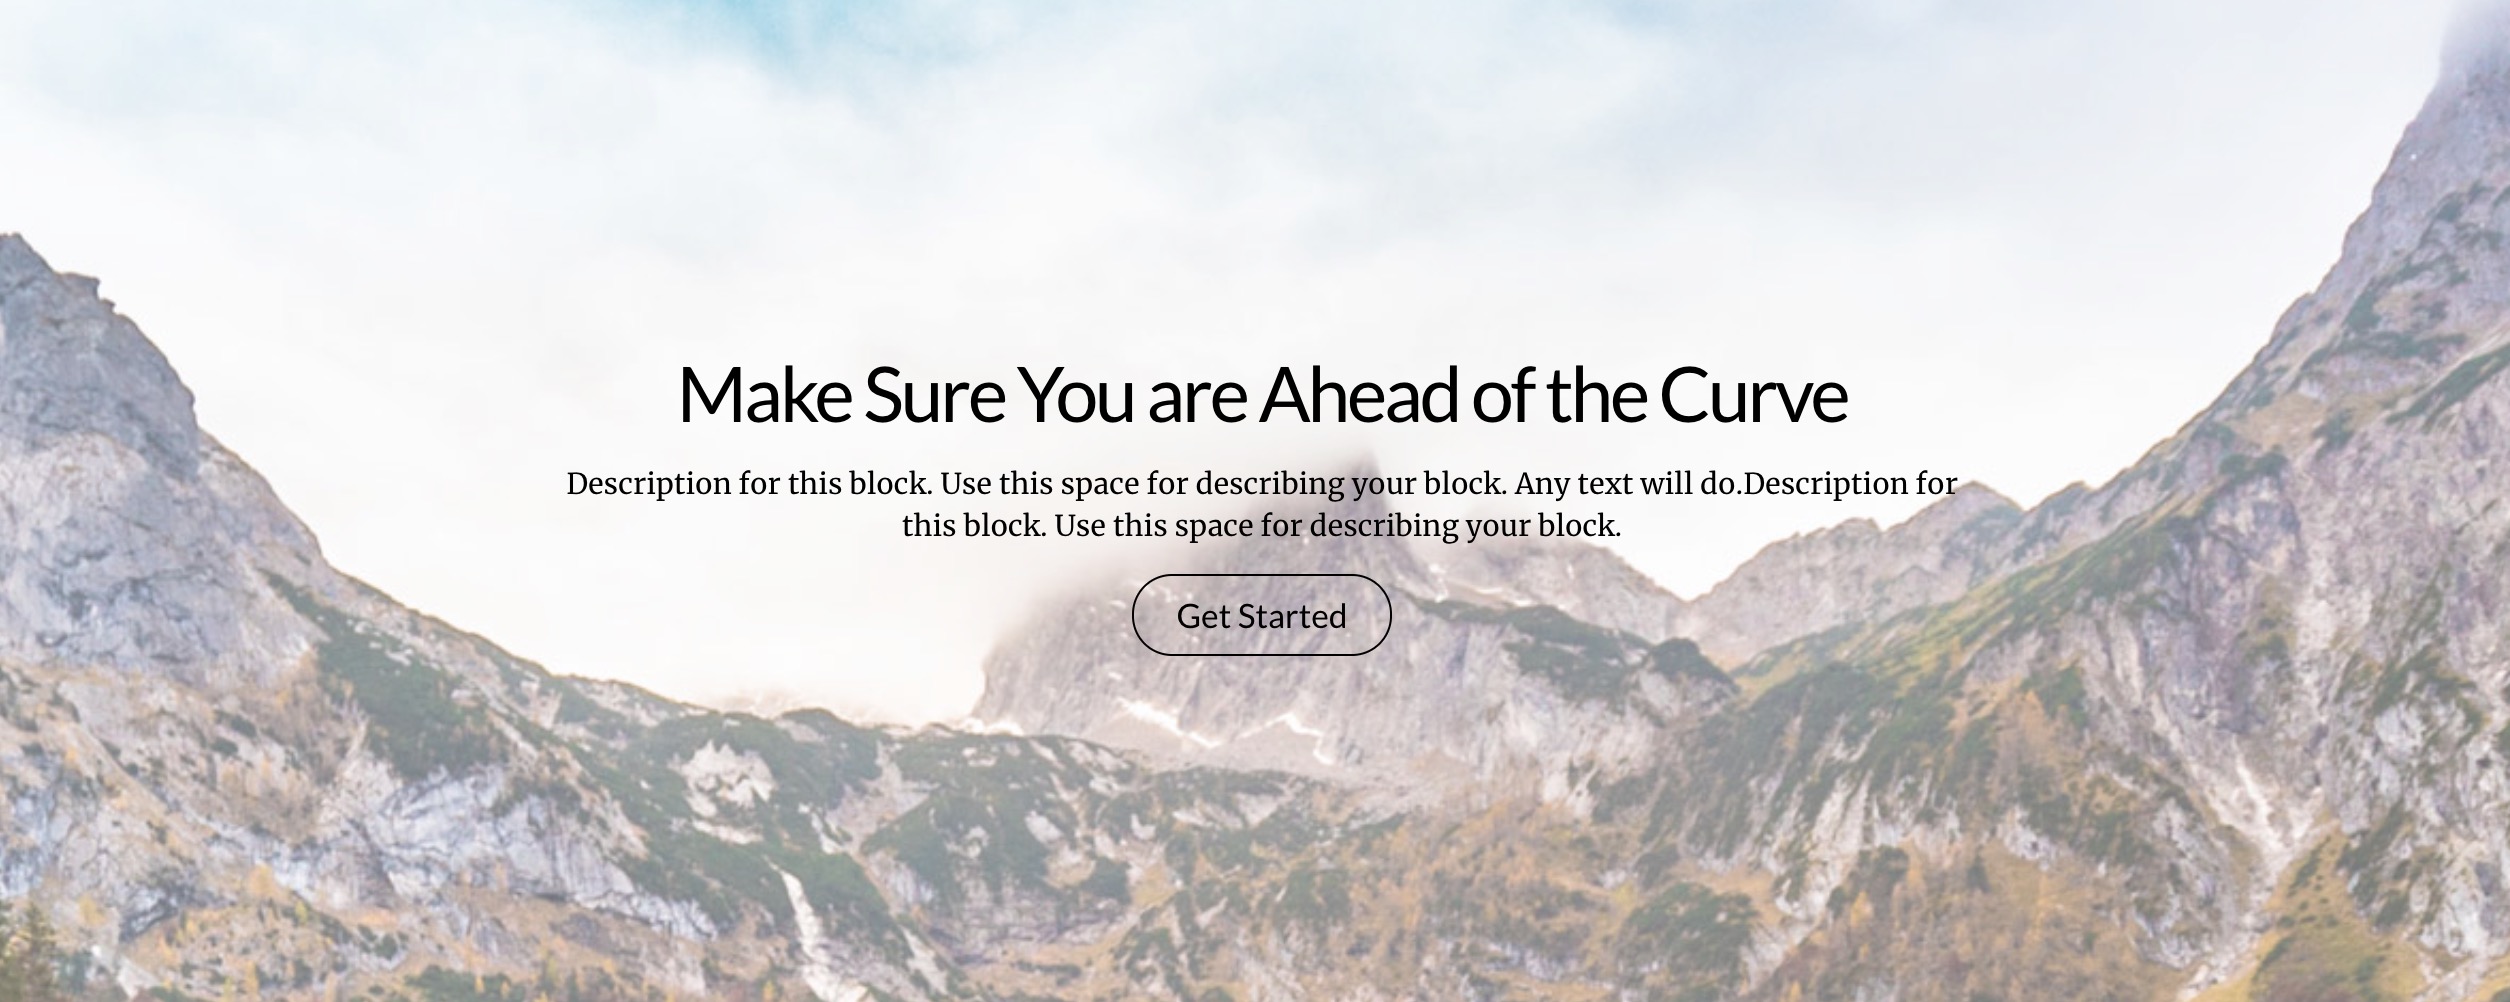 Make Sure You are Ahead of the Curve
Description for this block. Use this space for describing your block. Any text will do.Description for
this block. Use this space for describing your block.
Get Started